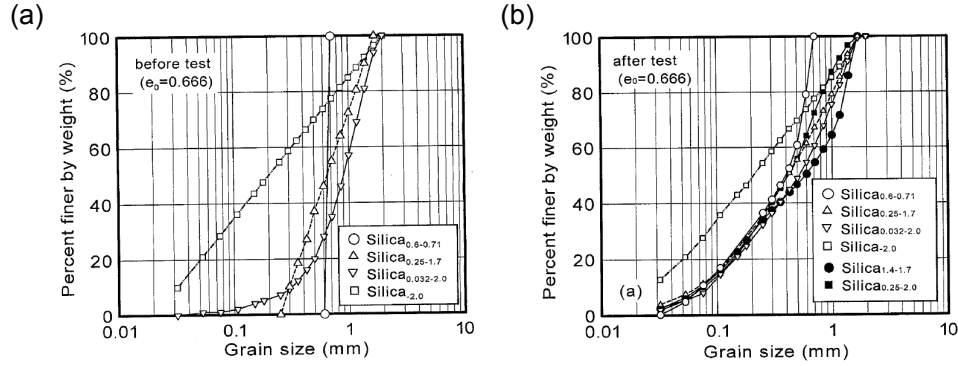 (a)
Percent finer by weight (%)
100
80
60
40
20
0
before test
(e₀=0.666)
Silica0.6-0.71
Silica0.25-1.7
Silica0.032-2.0
Silica-2.0
0.01
0.1
1
10
Grain size (mm)
(b)
Percent finer by weight (%)
100
80
60
40
20
0
after test
(e₀=0.666)
Silica0.6-0.71
Silica0.25-1.7
Silica0.032-2.0
Silica-2.0
Silica1.4-1.7
Silica0.25-2.0
(a)
0.01
0.1
1
10
Grain size (mm)